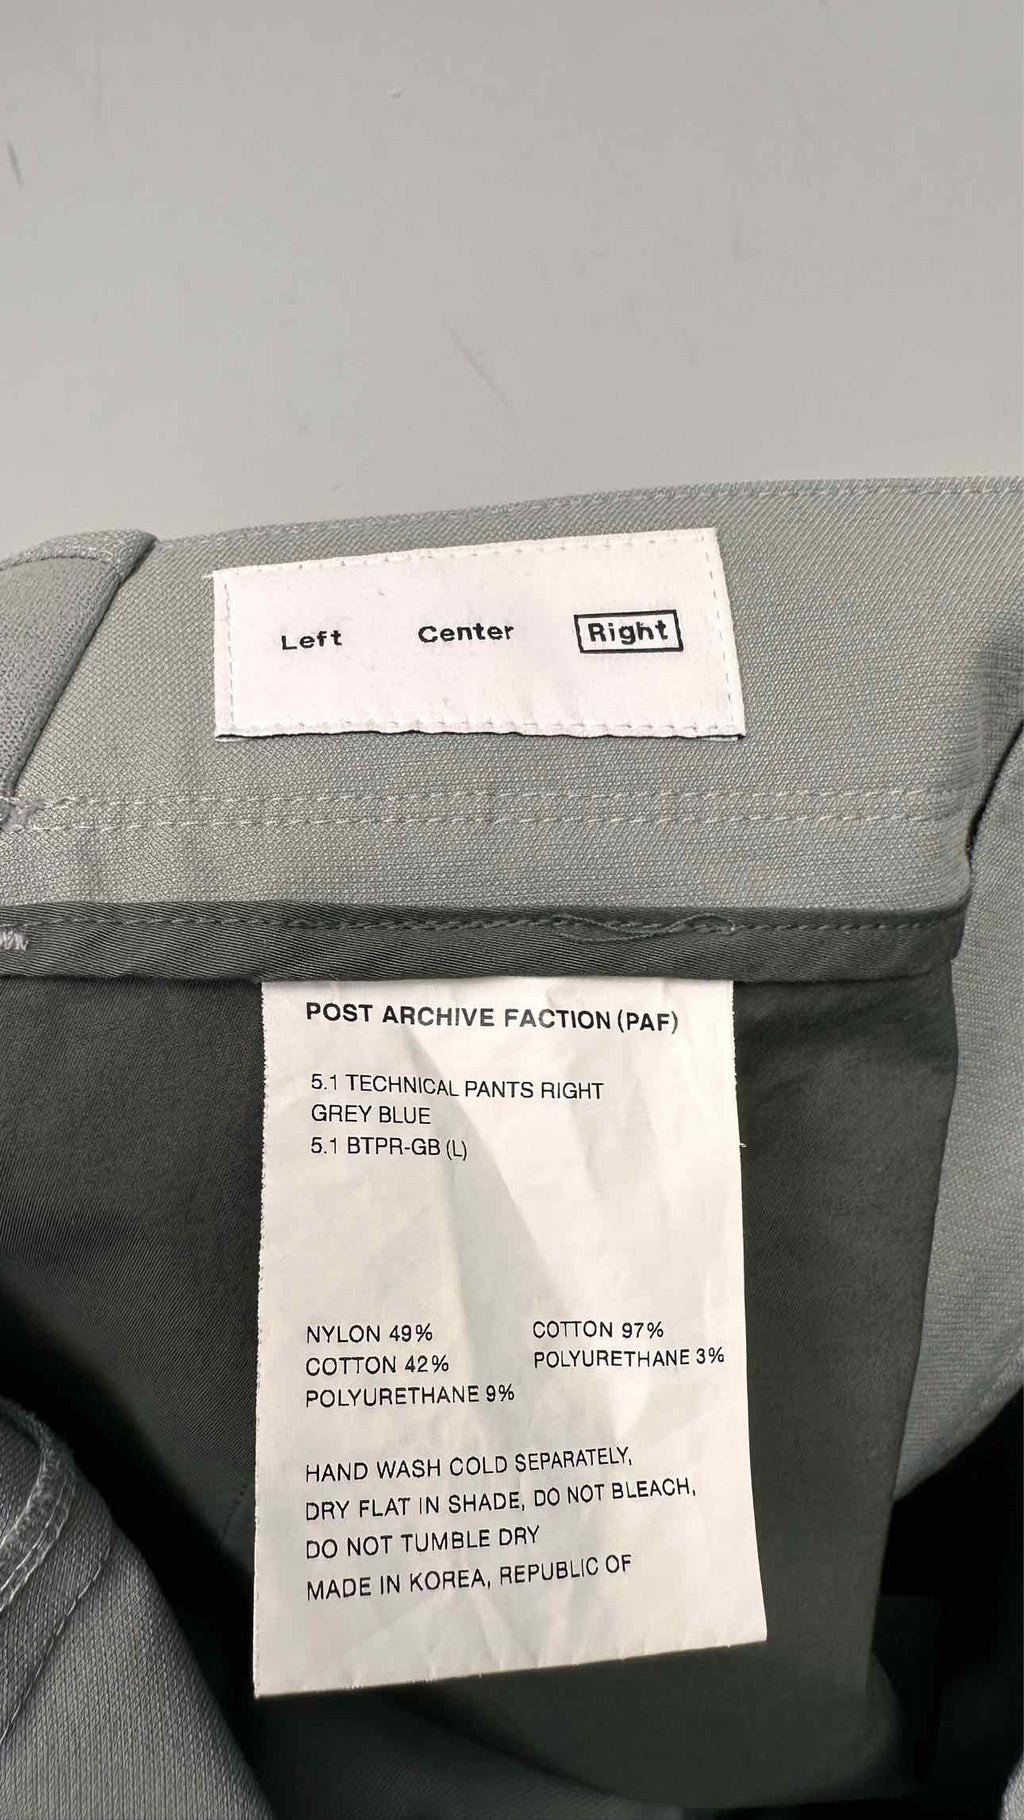 Left Center Right
POST ARCHIVE FACTION (PAF)
5.1 TECHNICAL PANTS RIGHT
GREY BLUE
5.1 BTPR-GB (L)
NYLON 49% COTTON 97%
COTTON 42% POLYURETHANE 3%
POLYURETHANE 9%
HAND WASH COLD SEPARATELY,
DRY FLAT IN SHADE, DO NOT BLEACH,
DO NOT TUMBLE DRY
MADE IN KOREA, REPUBLIC OF